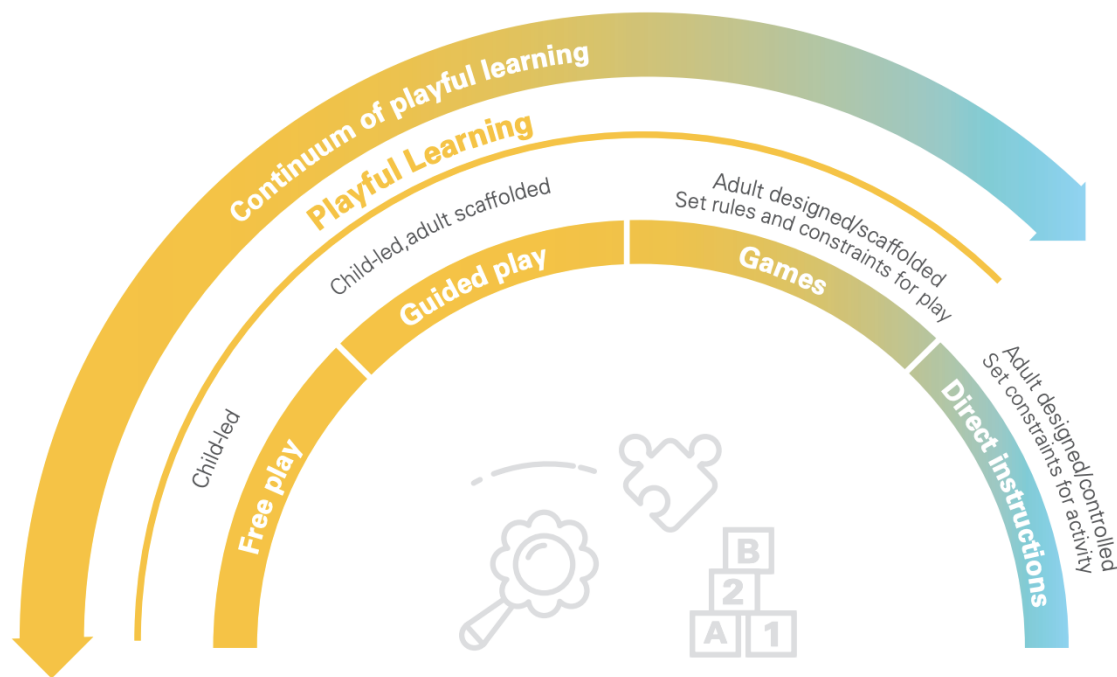 Continuum of playful learning
Playful Learning
Child-led
Free play
Child-led,adult scaffolded
Guided play
Adult designed/scaffolded
Set rules and constraints for play
Games
Adult designed/controlled
Set constraints for activity
Direct instructions
B
2
A 1